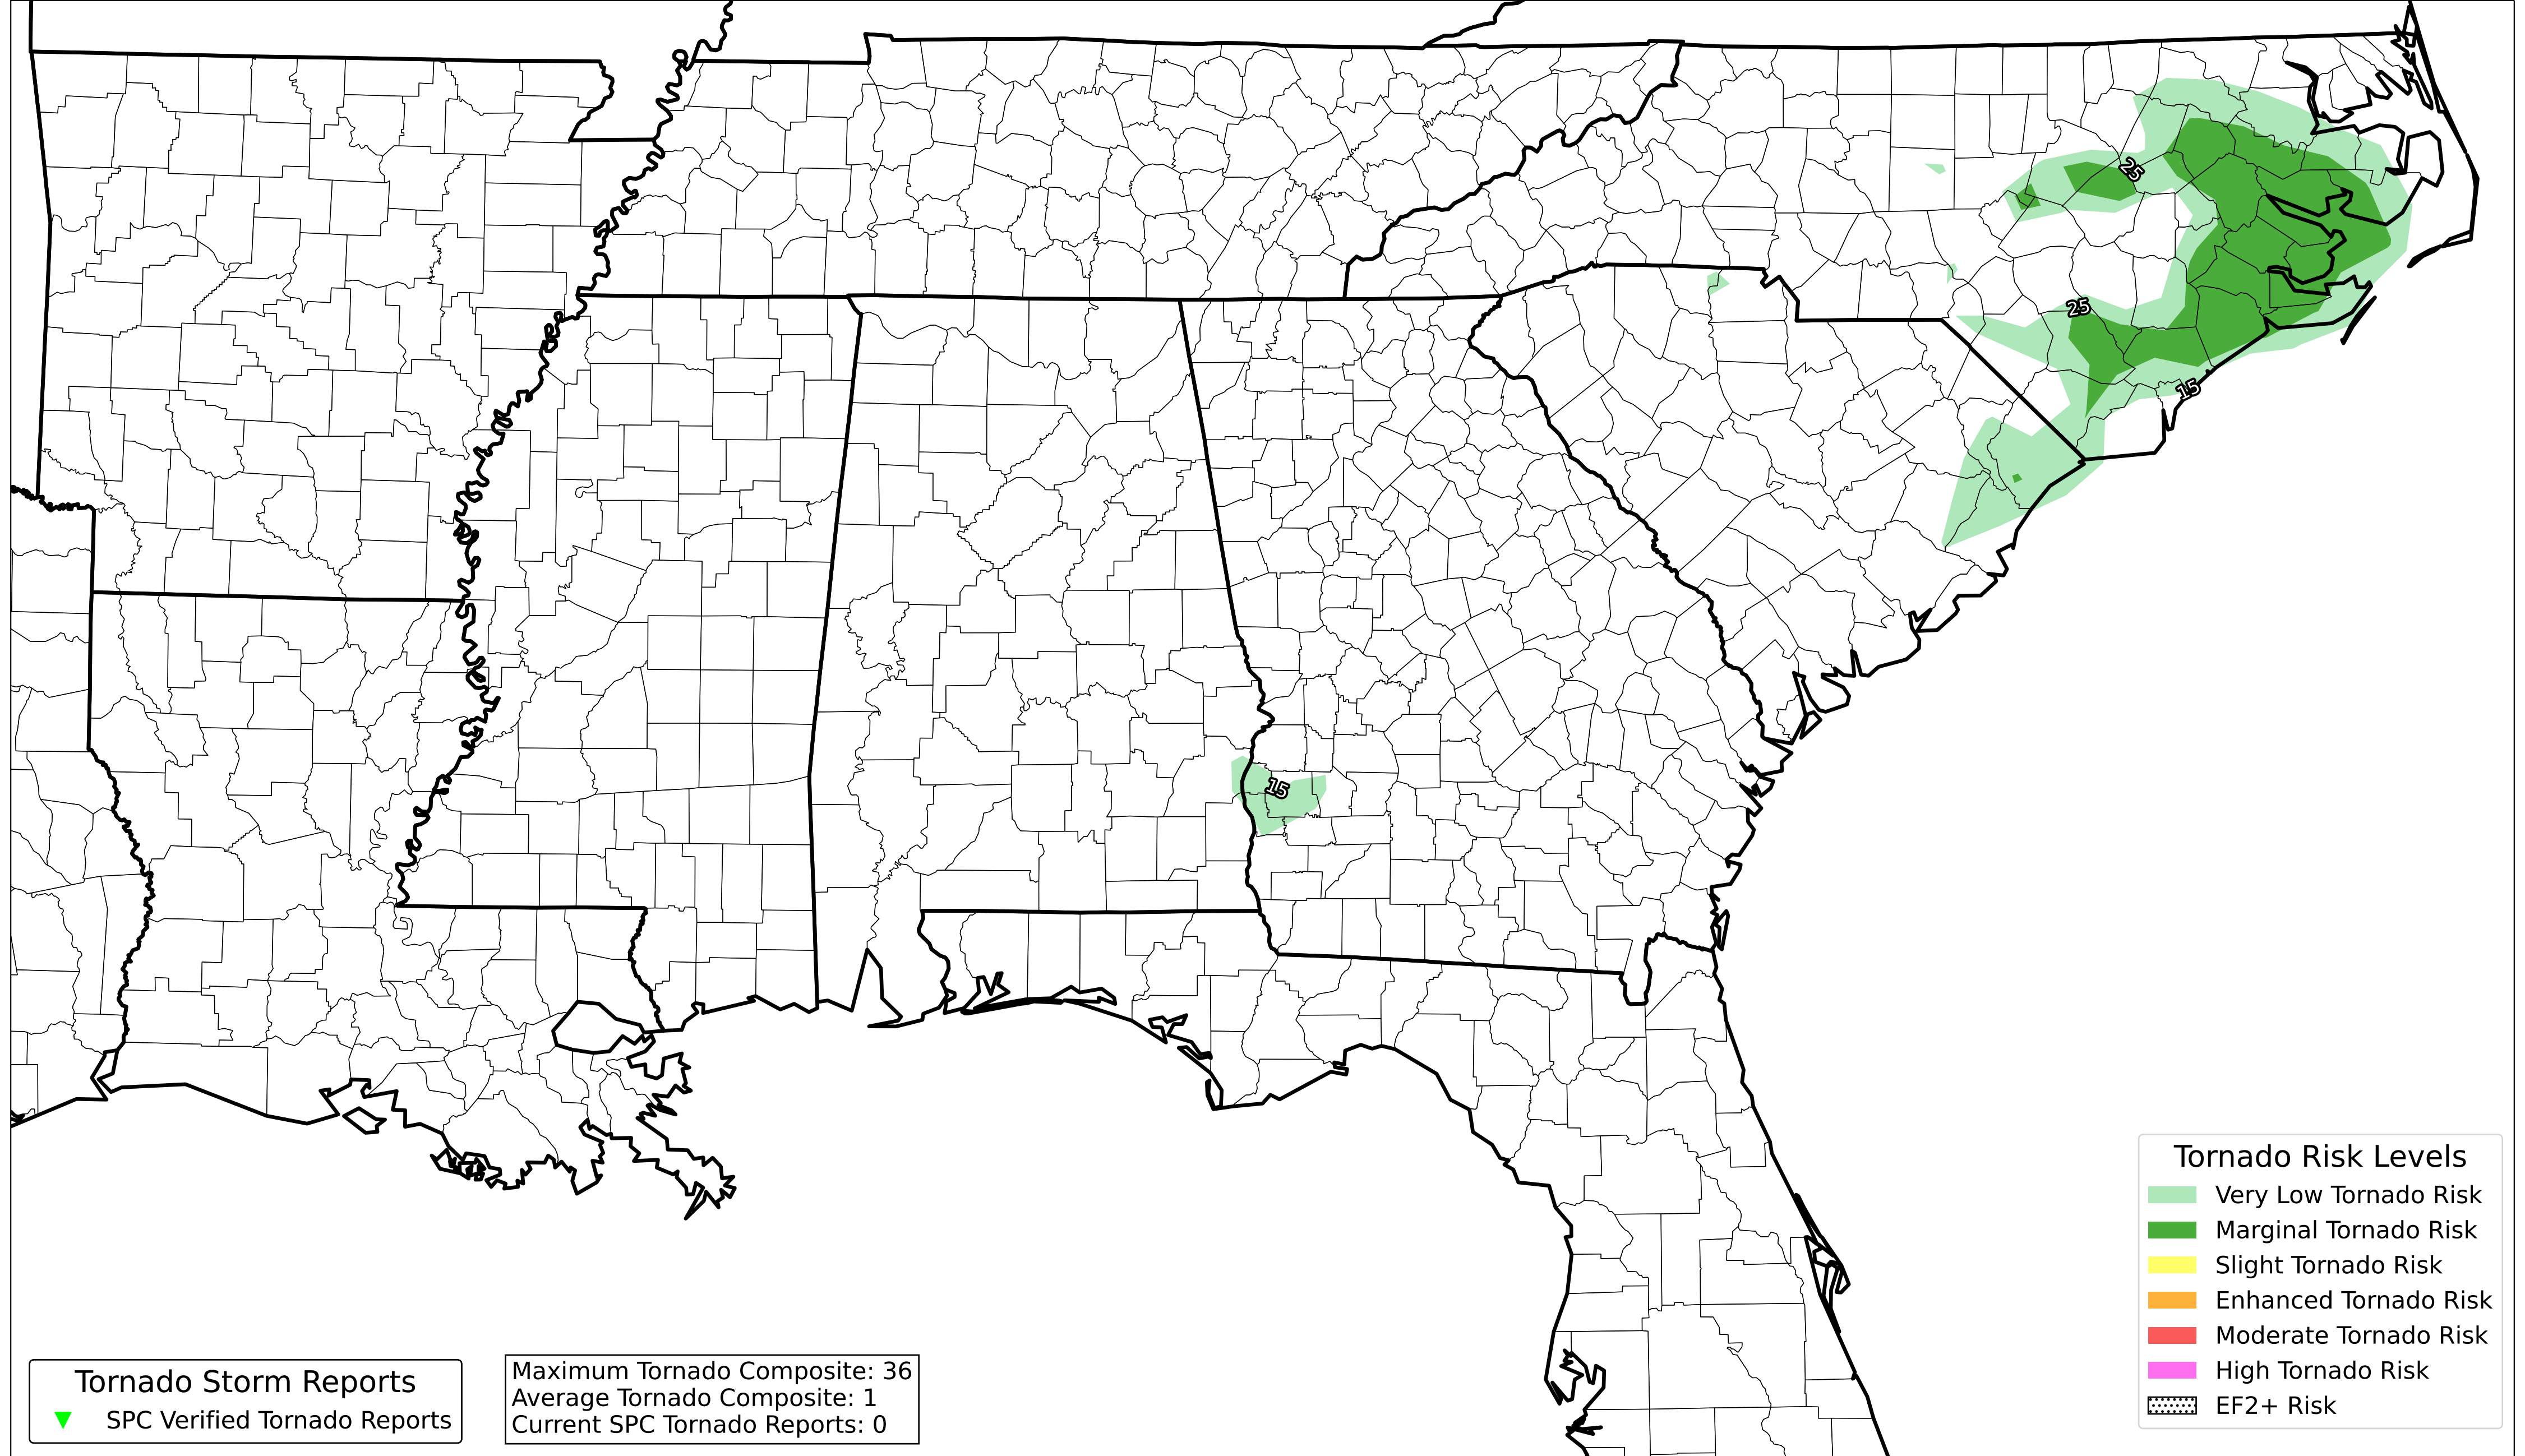 25
25
15
15
Tornado Risk Levels
Very Low Tornado Risk
Marginal Tornado Risk
Slight Tornado Risk
Enhanced Tornado Risk
Moderate Tornado Risk
High Tornado Risk
EF2+ Risk
Tornado Storm Reports
SPC Verified Tornado Reports
Maximum Tornado Composite: 36
Average Tornado Composite: 1
Current SPC Tornado Reports: 0